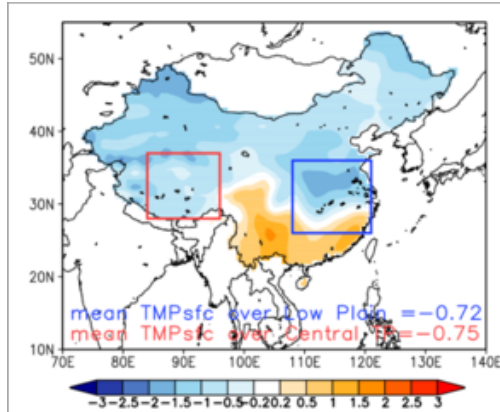 50N
40N
30N
20N
mean TMPsfc over Low Plain =-0.72
mean TMPsfc over Central =-0.75
10N
70E 80E 90E 100E 110E 120E 130E 140E
-3 -2.5 -2 -1.5 -1 -0.5 -0.2 0.2 0.5 1 1.5 2 2.5 3